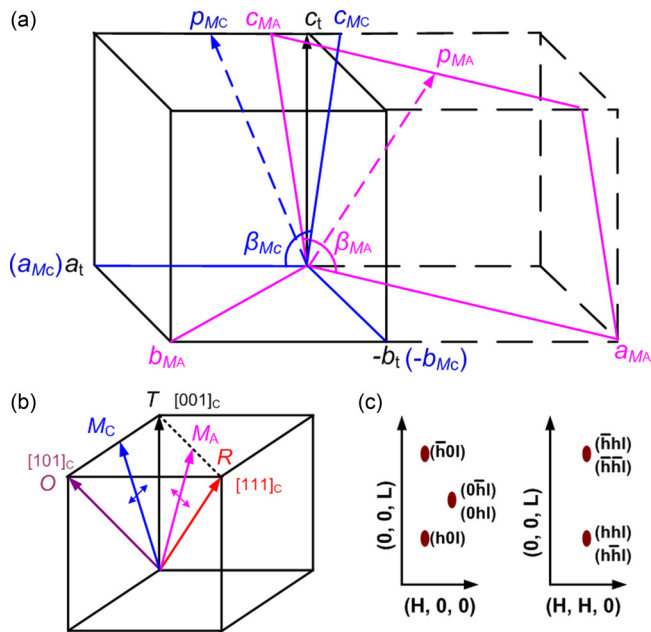 (a)
p_MC c_MA c_t c_MC
p_MA
β_Mc β_MA
(a_Mc) a_t
b_MA -b_t (-b_Mc) a_MA
(b)
T [001]_C
M_C M_A R
[101]_C
O [111]_C
(c)
(0, 0, L)
(h̄0l)
(0h̄l)
(0hl)
(h0l)
(H, 0, 0)
(0, 0, L)
(h̄hl)
(h̄h̄l)
(hhl)
(hh̄l)
(H, H, 0)